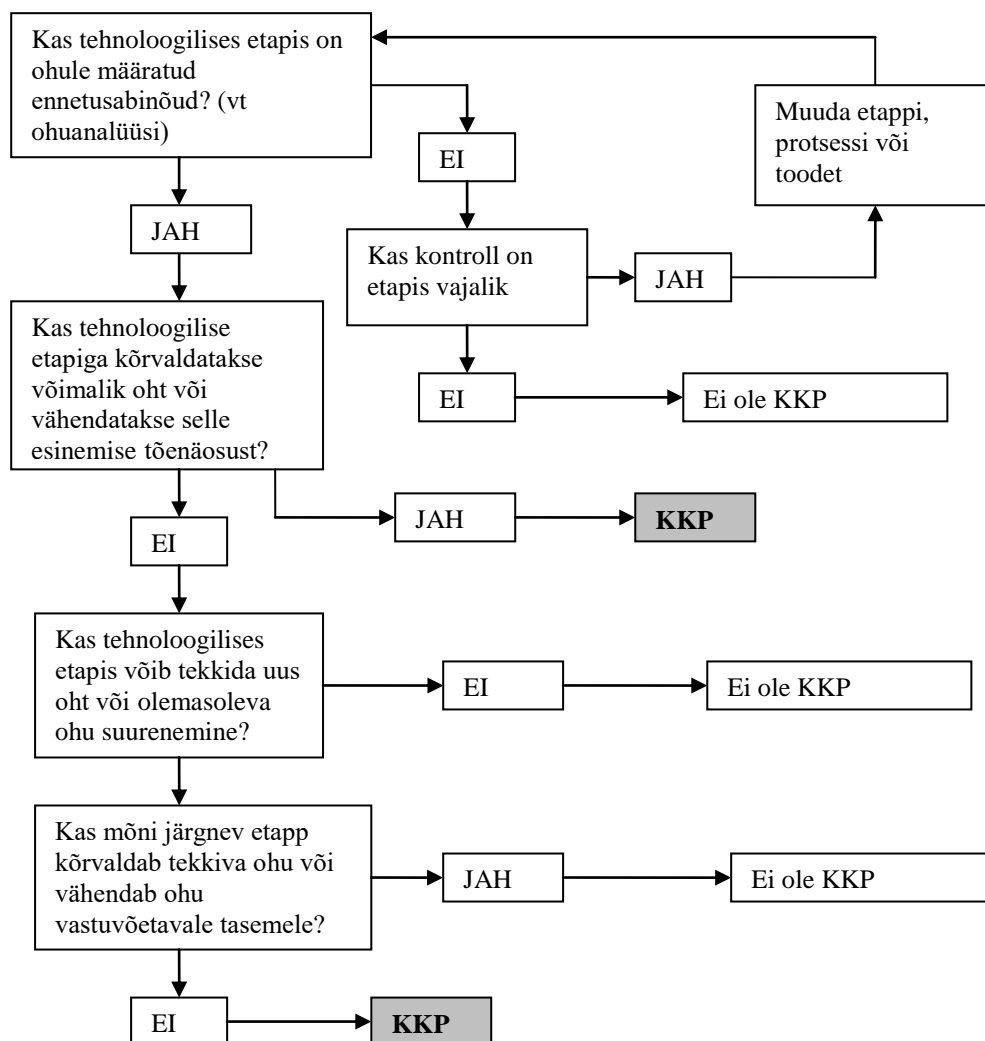 Kas tehnoloogilises etapis on
ohule määratud
ennetusabinõud? (vt
ohuanalüüsi)
Muuda etappi,
protsessi või
toodet
EI
JAH
Kas kontroll on
etapis vajalik
JAH
Kas tehnoloogilise
etapiga kõrvaldatakse
võimalik oht või
vähendatakse selle
esinemise tõenäosust?
EI
Ei ole KKP
JAH
KKP
EI
Kas tehnoloogilises
etapis võib tekkida uus
oht või olemasoleva
ohu suurenemine?
EI
Ei ole KKP
Kas mõni järgnev etapp
kõrvaldab tekkiva ohu või
vähendab ohu
vastuvõetavale tasemele?
JAH
Ei ole KKP
EI
KKP